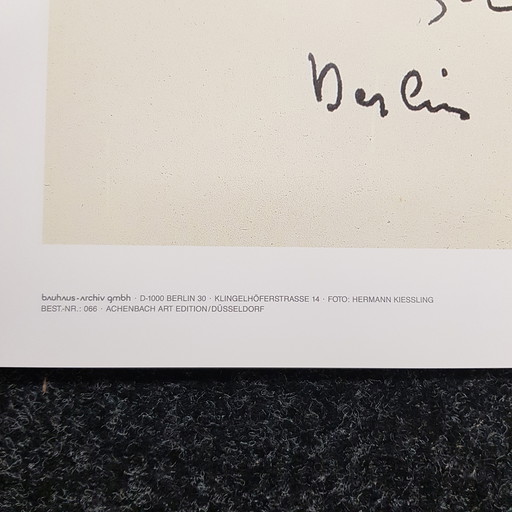 Berlin
bauhaus-archiv gmbh · D-1000 BERLIN 30 · KLINGELHÖFERSTRASSE 14 · FOTO: HERMANN KIESSLING
BEST.-NR.: 066 · ACHENBACH ART EDITION/DÜSSELDORF